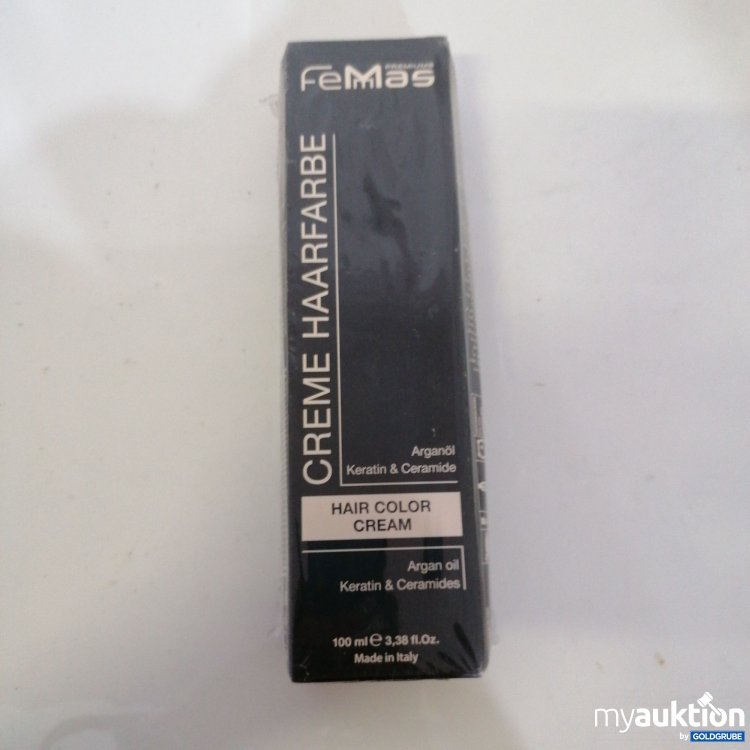 PREMIUM
FemMas
CREME HAARFARBE
Arganöl
Keratin & Ceramide
HAIR COLOR
CREAM
Argan oil
Keratin & Ceramides
100 ml e 3,38 fl.Oz.
Made in Italy
myauktion
by GOLDGRUBE